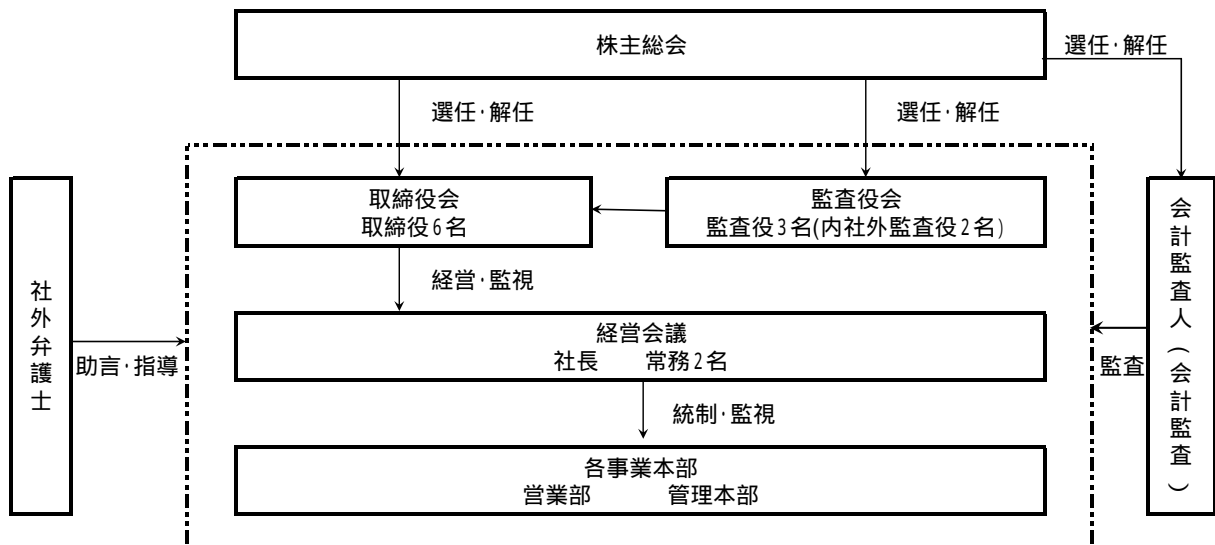 株主総会
選任･解任
選任･解任
選任･解任
取締役会
取締役6名
監査役会
監査役3名(内社外監査役2名)
経営･監視
経営会議
社長　　常務2名
統制･監視
各事業本部
営業部　　　管理本部
社外弁護士
助言･指導
監査
会計監査人(会計監査)